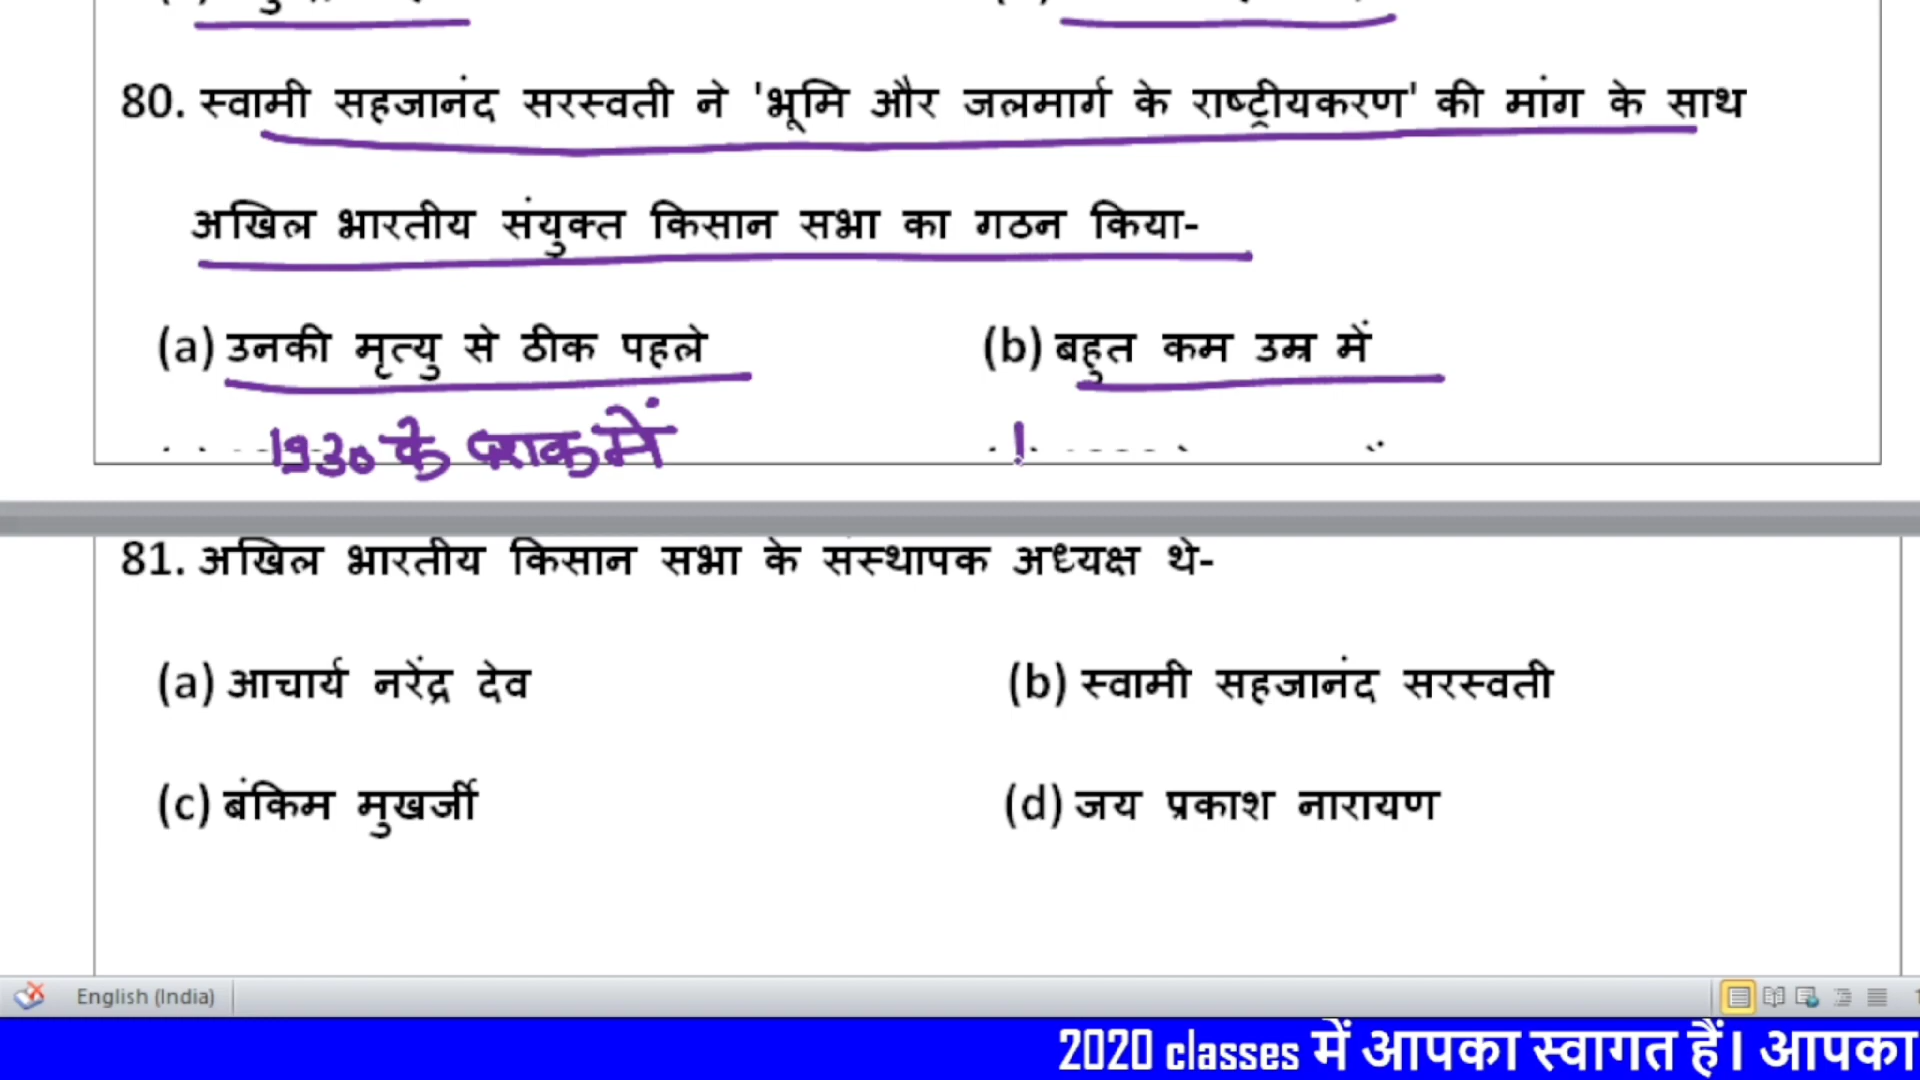 80. स्वामी सहजानंद सरस्वती ने 'भूमि और जलमार्ग के राष्ट्रीयकरण' की मांग के साथ
अखिल भारतीय संयुक्त किसान सभा का गठन किया-
(a) उनकी मृत्यु से ठीक पहले (b) बहुत कम उम्र में
1930 के दशक में
81. अखिल भारतीय किसान सभा के संस्थापक अध्यक्ष थे-
(a) आचार्य नरेंद्र देव (b) स्वामी सहजानंद सरस्वती
(c) बंकिम मुखर्जी (d) जय प्रकाश नारायण
English (India)
2020 classes में आपका स्वागत हैं। आपका